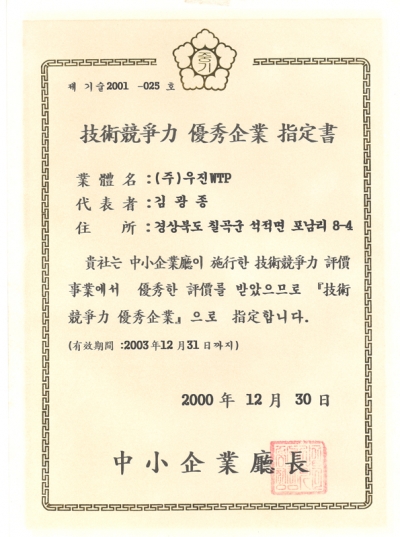 중기
제 기술2001 -025 호
技術競爭力 優秀企業 指定書
業體名 : (주)우진WTP
代表者 : 김광종
住所 : 경상북도 칠곡군 석적면 포남리 8-4
貴社는 中小企業廳이 施行한 技術競爭力 評價
事業에서 優秀한 評價를 받았으므로 『技術
競爭力 優秀企業』으로 指定합니다.
(有效期間 :2003年12月31日까지)
2000 年 12 月 30 日
中小企業廳長